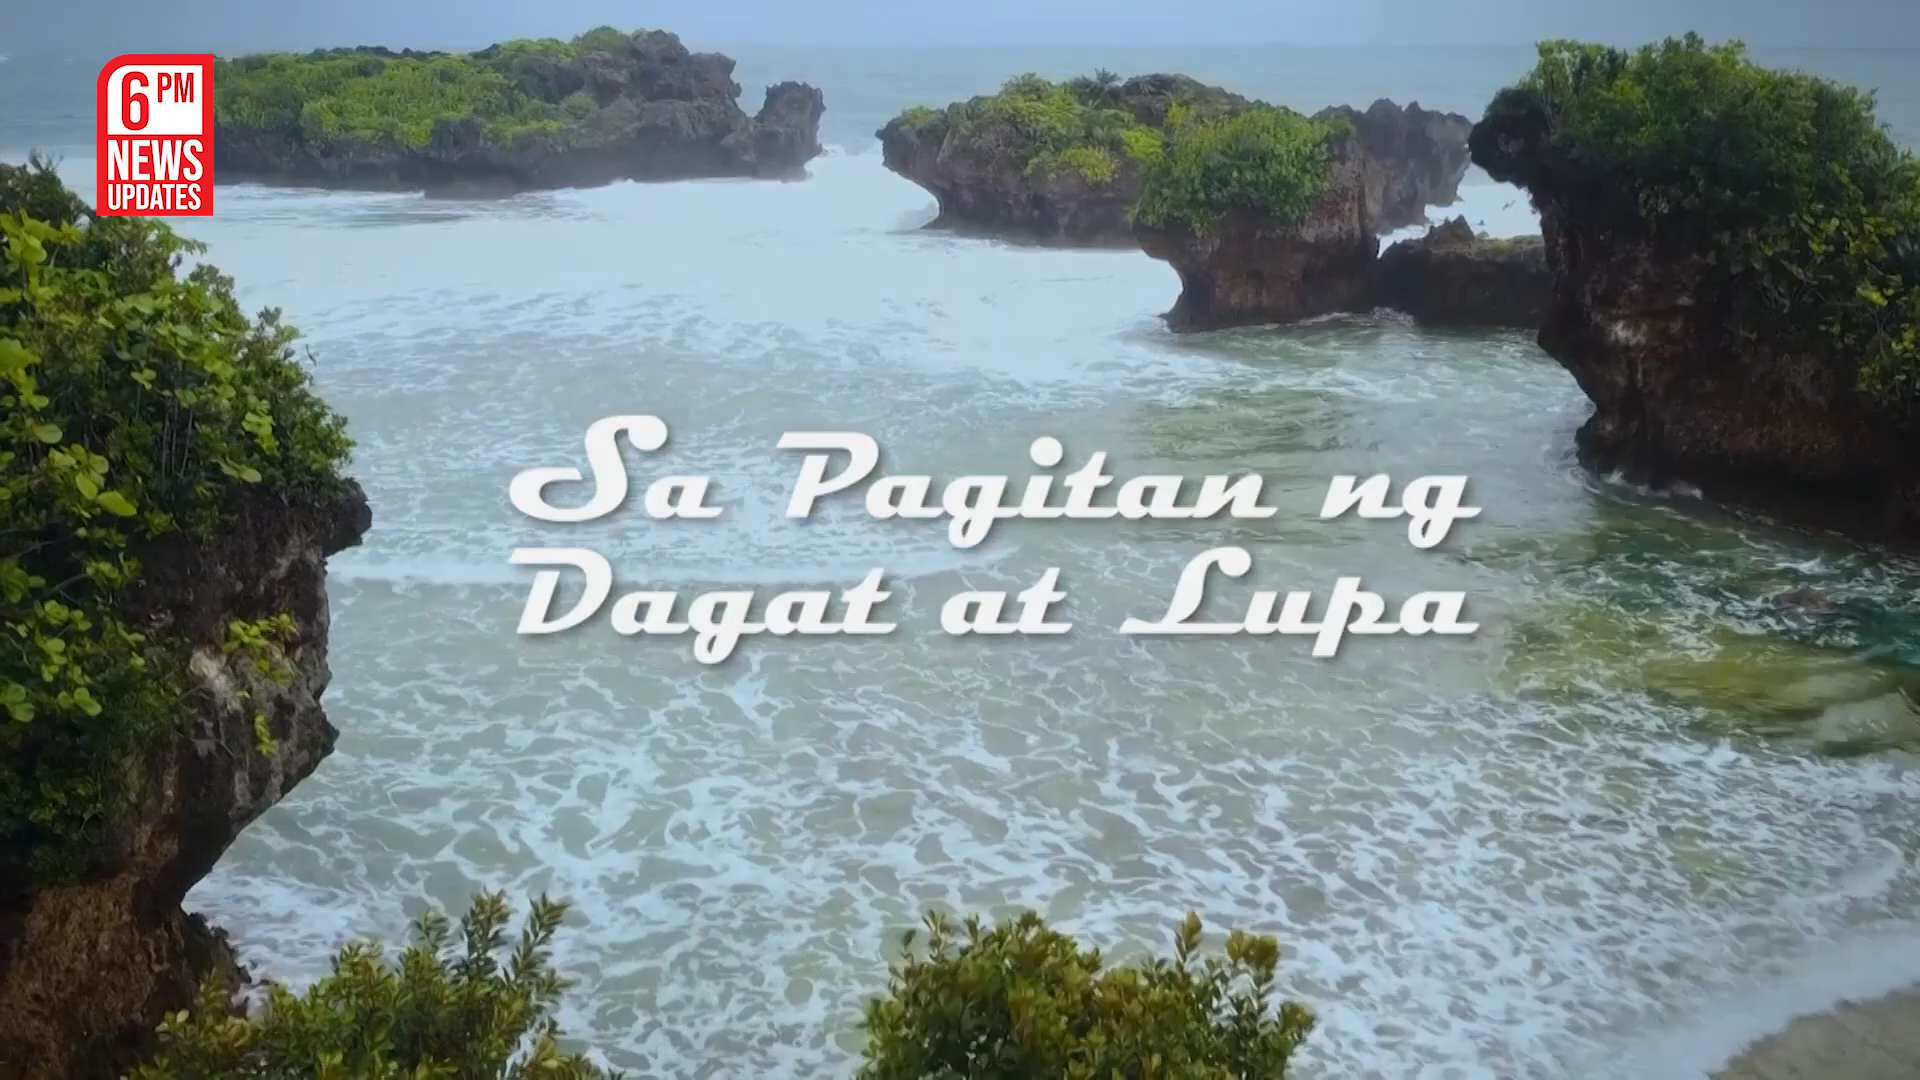 6 PM
NEWS
UPDATES
Sa Pagitan ng
Dagat at Lupa